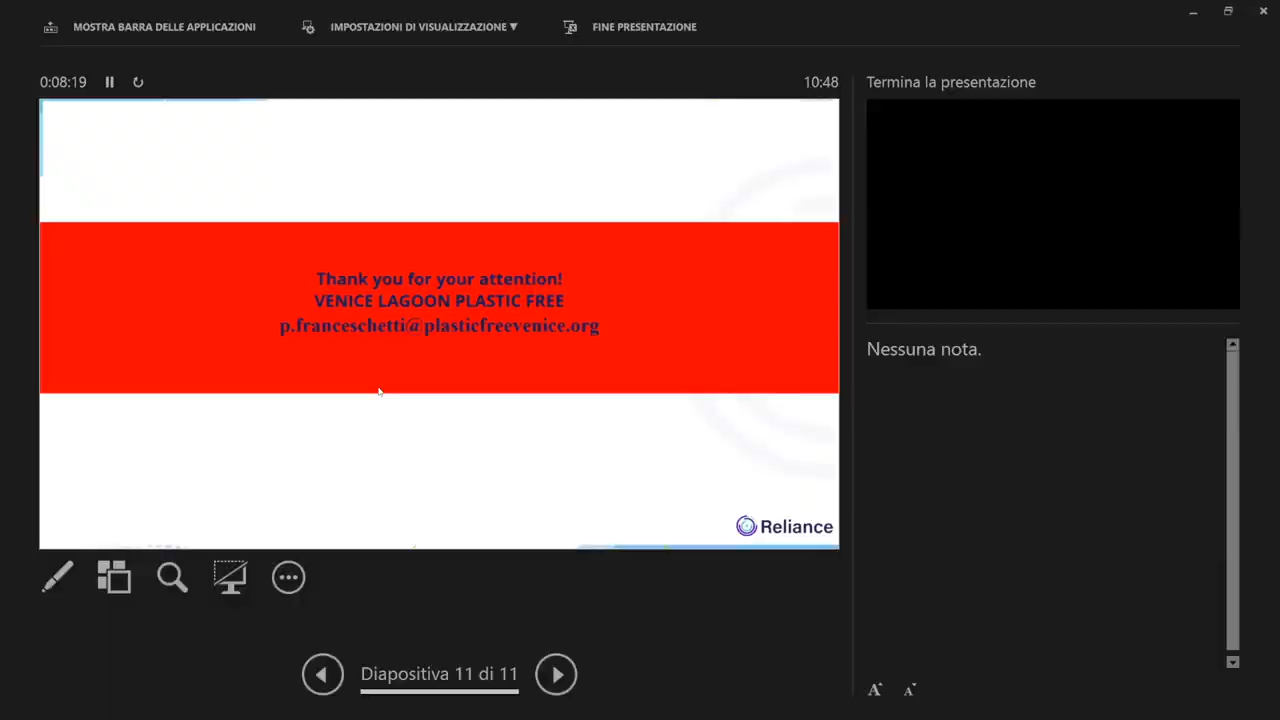 MOSTRA BARRA DELLE APPLICAZIONI
IMPOSTAZIONI DI VISUALIZZAZIONE ▼
FINE PRESENTAZIONE
0:08:19
10:48
Termina la presentazione
Thank you for your attention!
VENICE LAGOON PLASTIC FREE
p.franceschetti@plasticfreevenice.org
Reliance
Nessuna nota.
Diapositiva 11 di 11
A A